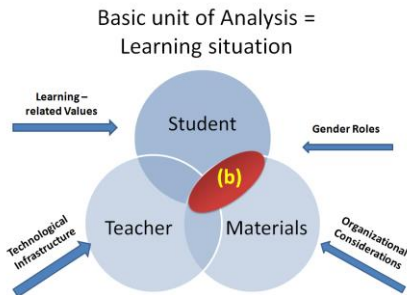 Basic unit of Analysis =
Learning situation
Learning –
related Values
Student
Gender Roles
(b)
Teacher
Materials
Technological
Infrastructure
Organizational
Considerations